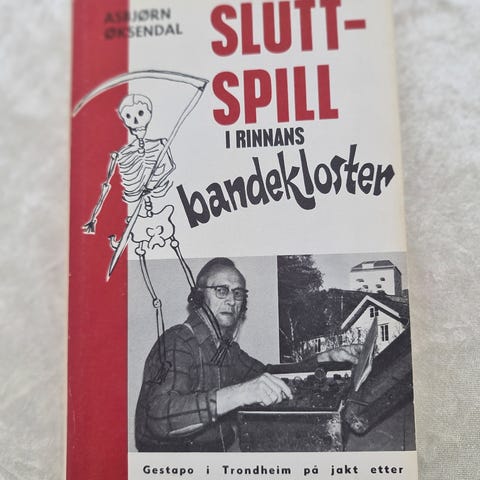 ASBJØRN
ØKSENDAL
SLUTT-
SPILL
I RINNANS
bandekloster
Gestapo i Trondheim på jakt etter